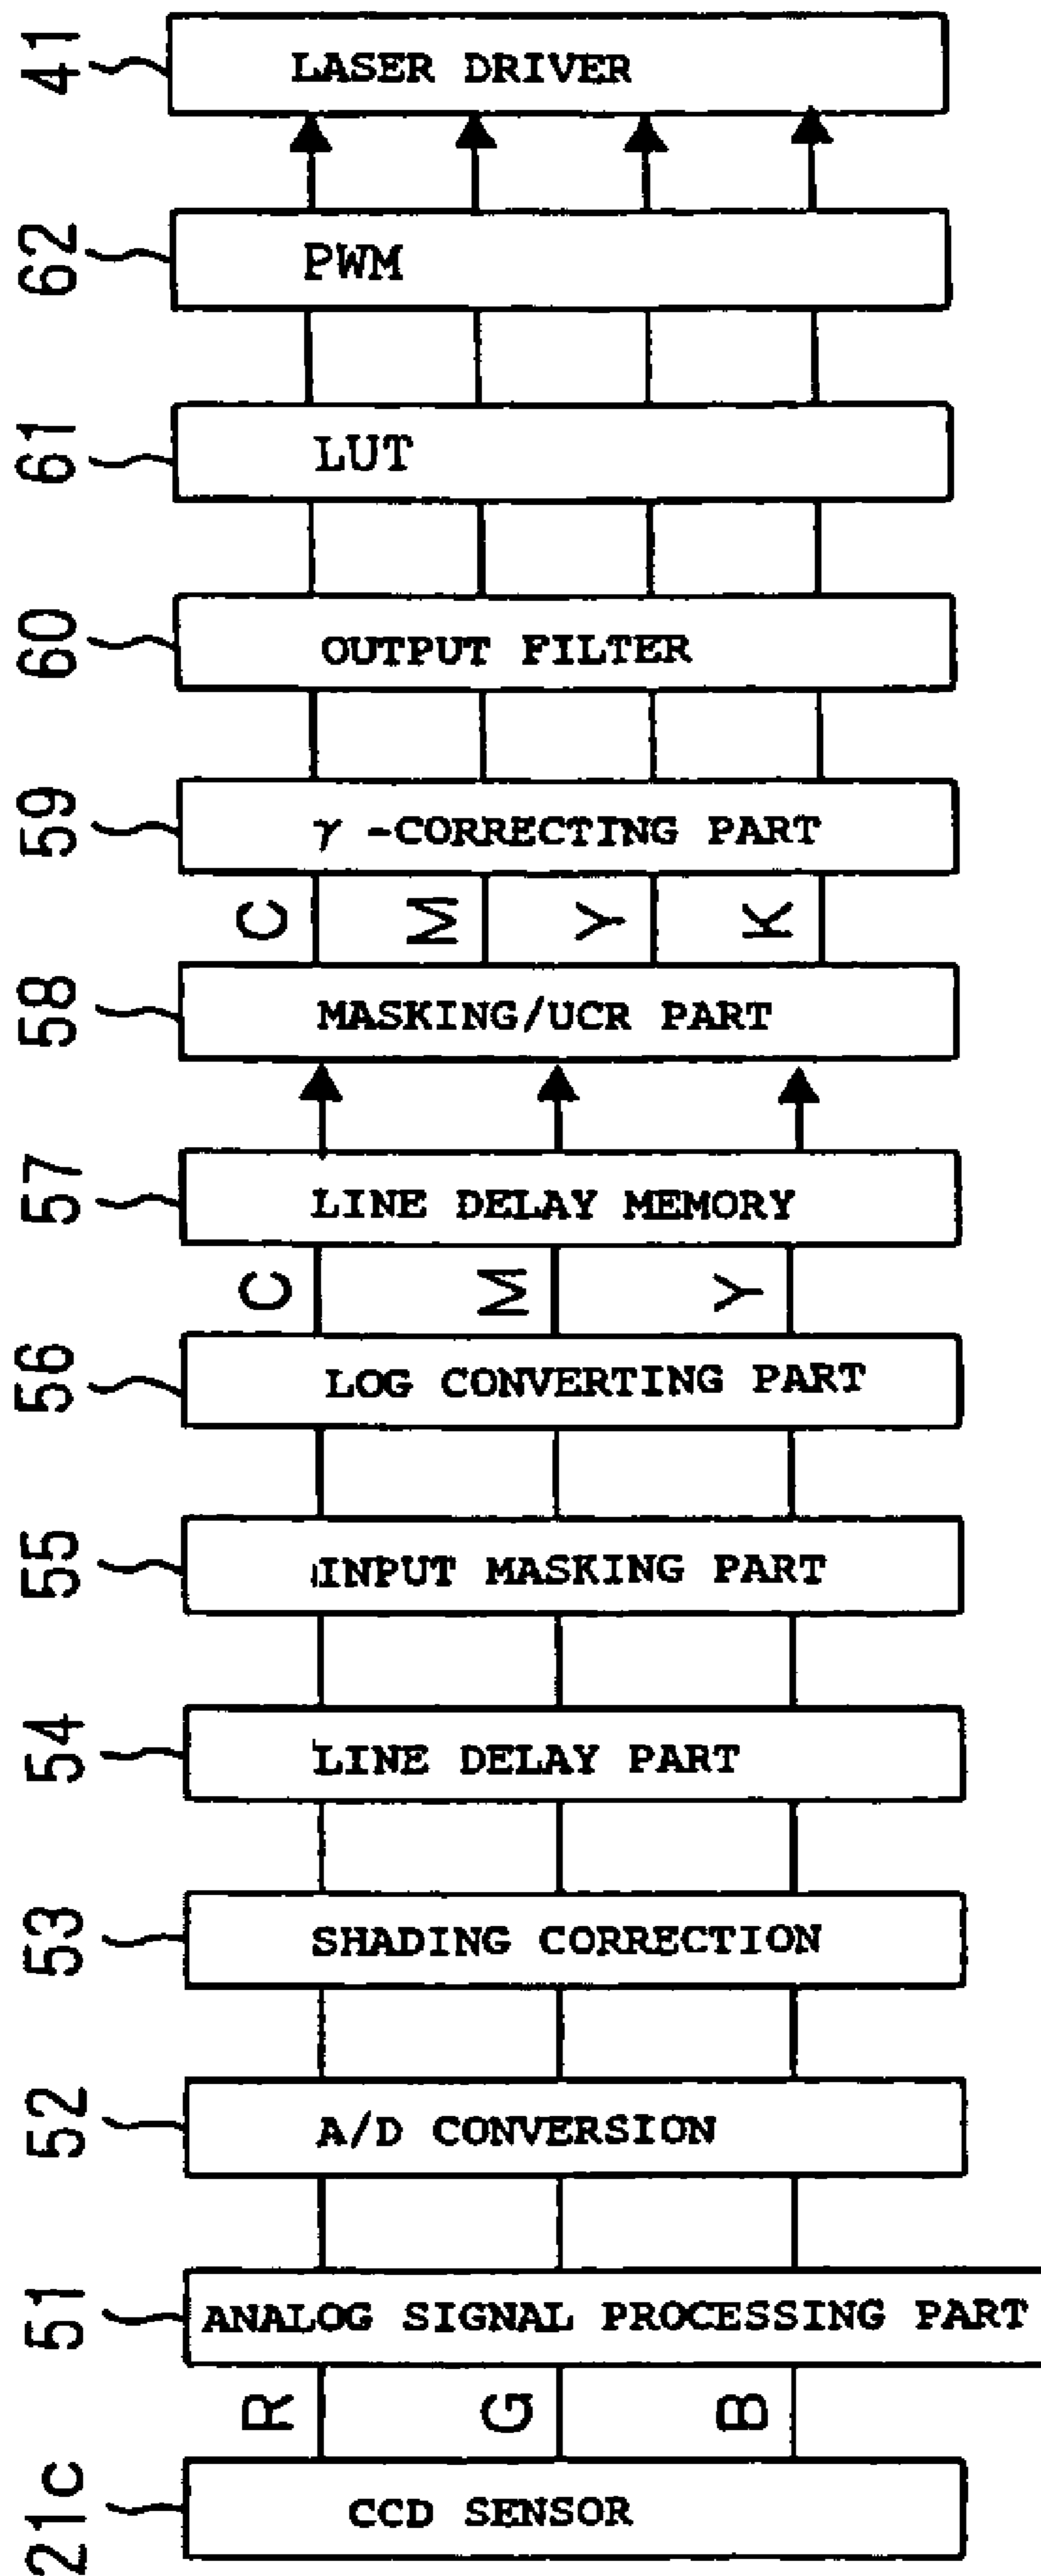 41
LASER DRIVER
62
PWM
61
LUT
60
OUTPUT FILTER
59
γ -CORRECTING PART
C M Y K
58
MASKING/UCR PART
57
LINE DELAY MEMORY
C M Y
56
LOG CONVERTING PART
55
INPUT MASKING PART
54
LINE DELAY PART
53
SHADING CORRECTION
52
A/D CONVERSION
51
ANALOG SIGNAL PROCESSING PART
R G B
21c
CCD SENSOR